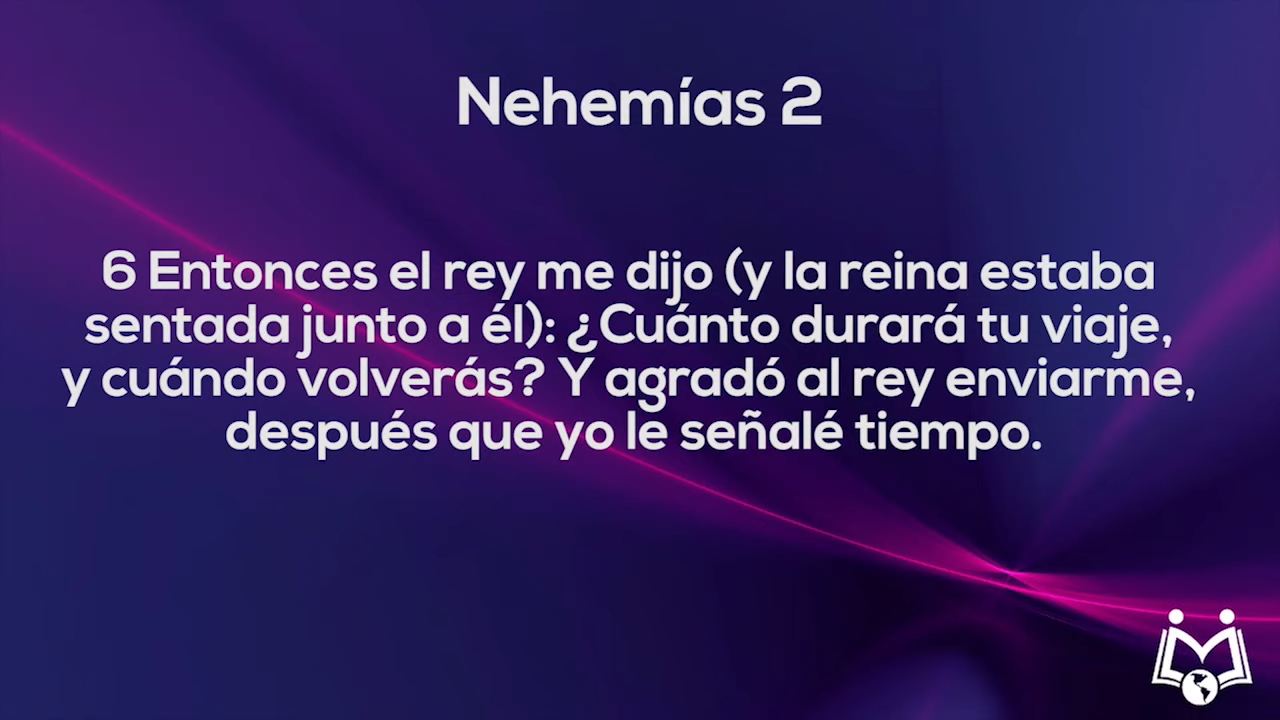 Nehemías 2
6 Entonces el rey me dijo (y la reina estaba
sentada junto a él): ¿Cuánto durará tu viaje,
y cuándo volverás? Y agradó al rey enviarme,
después que yo le señalé tiempo.